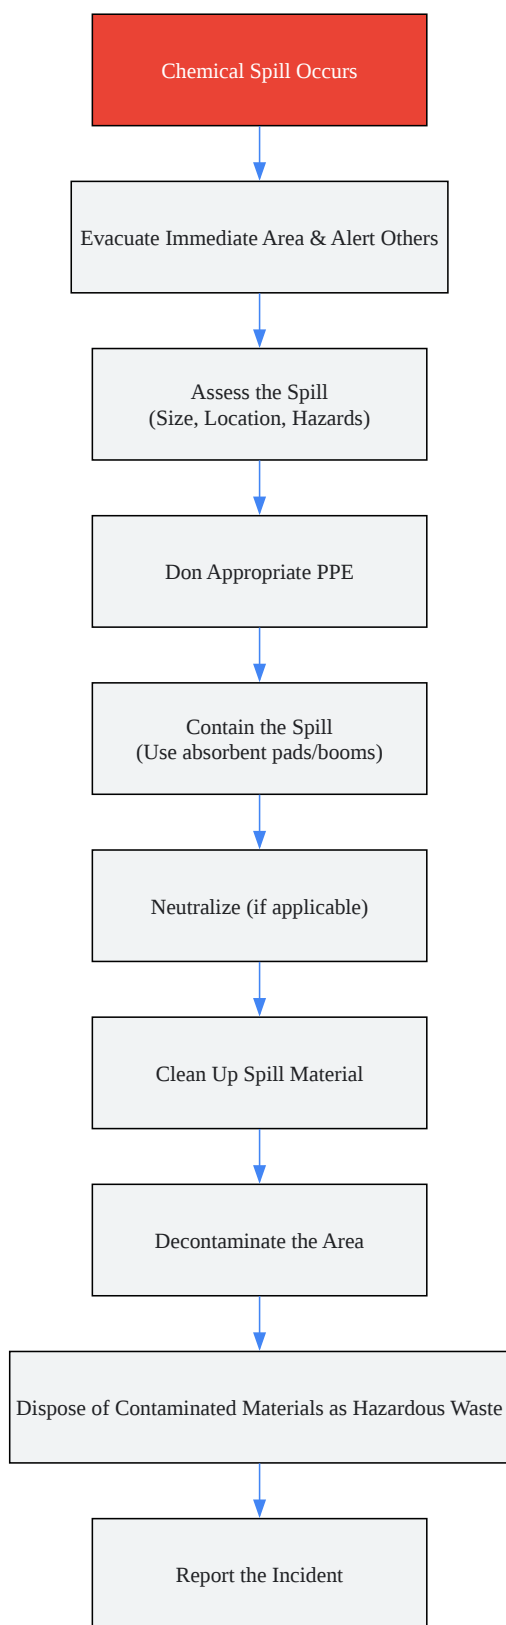 Chemical Spill Occurs
Evacuate Immediate Area & Alert Others
Assess the Spill
(Size, Location, Hazards)
Don Appropriate PPE
Contain the Spill
(Use absorbent pads/booms)
Neutralize (if applicable)
Clean Up Spill Material
Decontaminate the Area
Dispose of Contaminated Materials as Hazardous Waste
Report the Incident